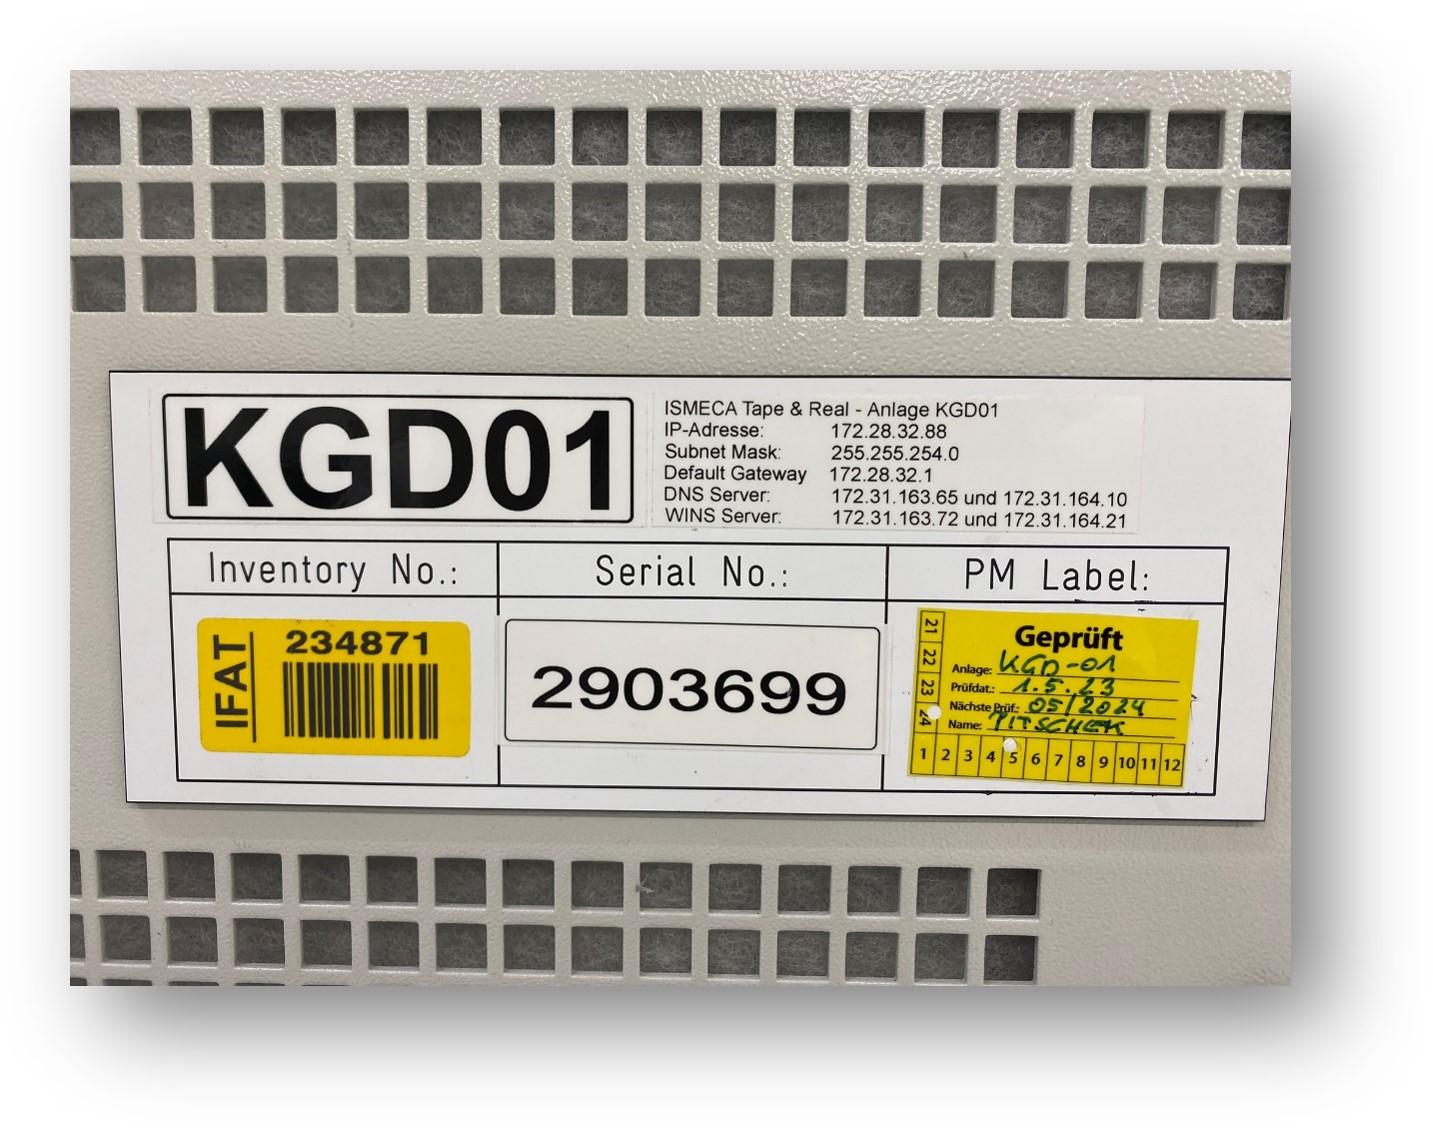 KGD01
ISMECA Tape & Real - Anlage KGD01
IP-Adresse: 172.28.32.88
Subnet Mask: 255.255.254.0
Default Gateway 172.28.32.1
DNS Server: 172.31.163.65 und 172.31.164.10
WINS Server: 172.31.163.72 und 172.31.164.21
Inventory No.:
IFAT
234871
Serial No.:
2903699
PM Label:
21
22
23
24
Geprüft
Anlage: KGD-01
Prüfdat.: 1.5.23
Nächste Prüf.: 05/2024
Name: PITSCHEK
1 2 3 4 5 6 7 8 9 10 11 12